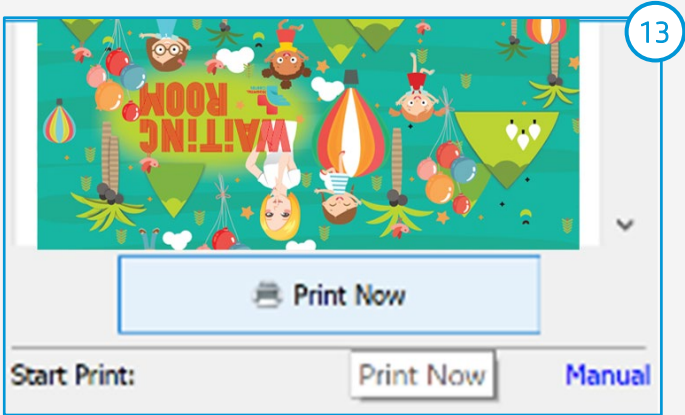 13
WAiTiNG
ROOM
Print Now
Start Print:
Print Now
Manual